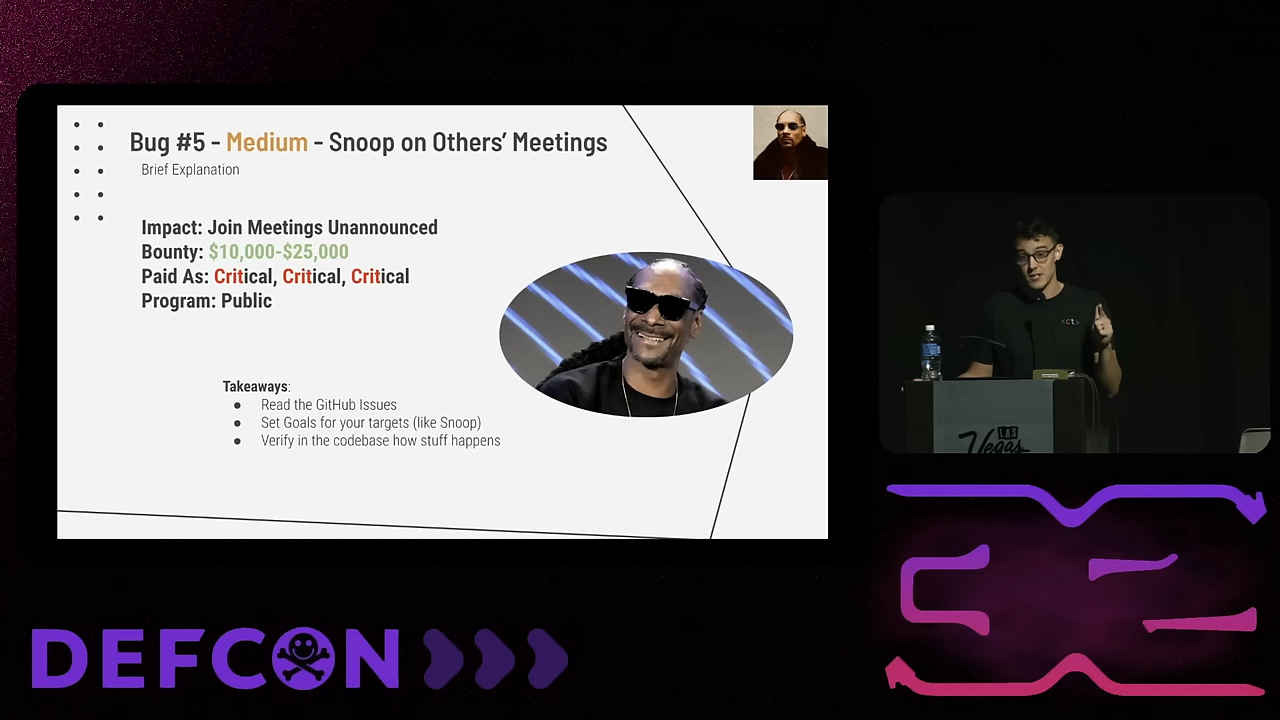 Bug #5 - Medium - Snoop on Others’ Meetings
Brief Explanation
Impact: Join Meetings Unannounced
Bounty: $10,000-$25,000
Paid As: Critical, Critical, Critical
Program: Public
Takeaways:
● Read the GitHub Issues
● Set Goals for your targets (like Snoop)
● Verify in the codebase how stuff happens
LAS
Vegas
DEFCON